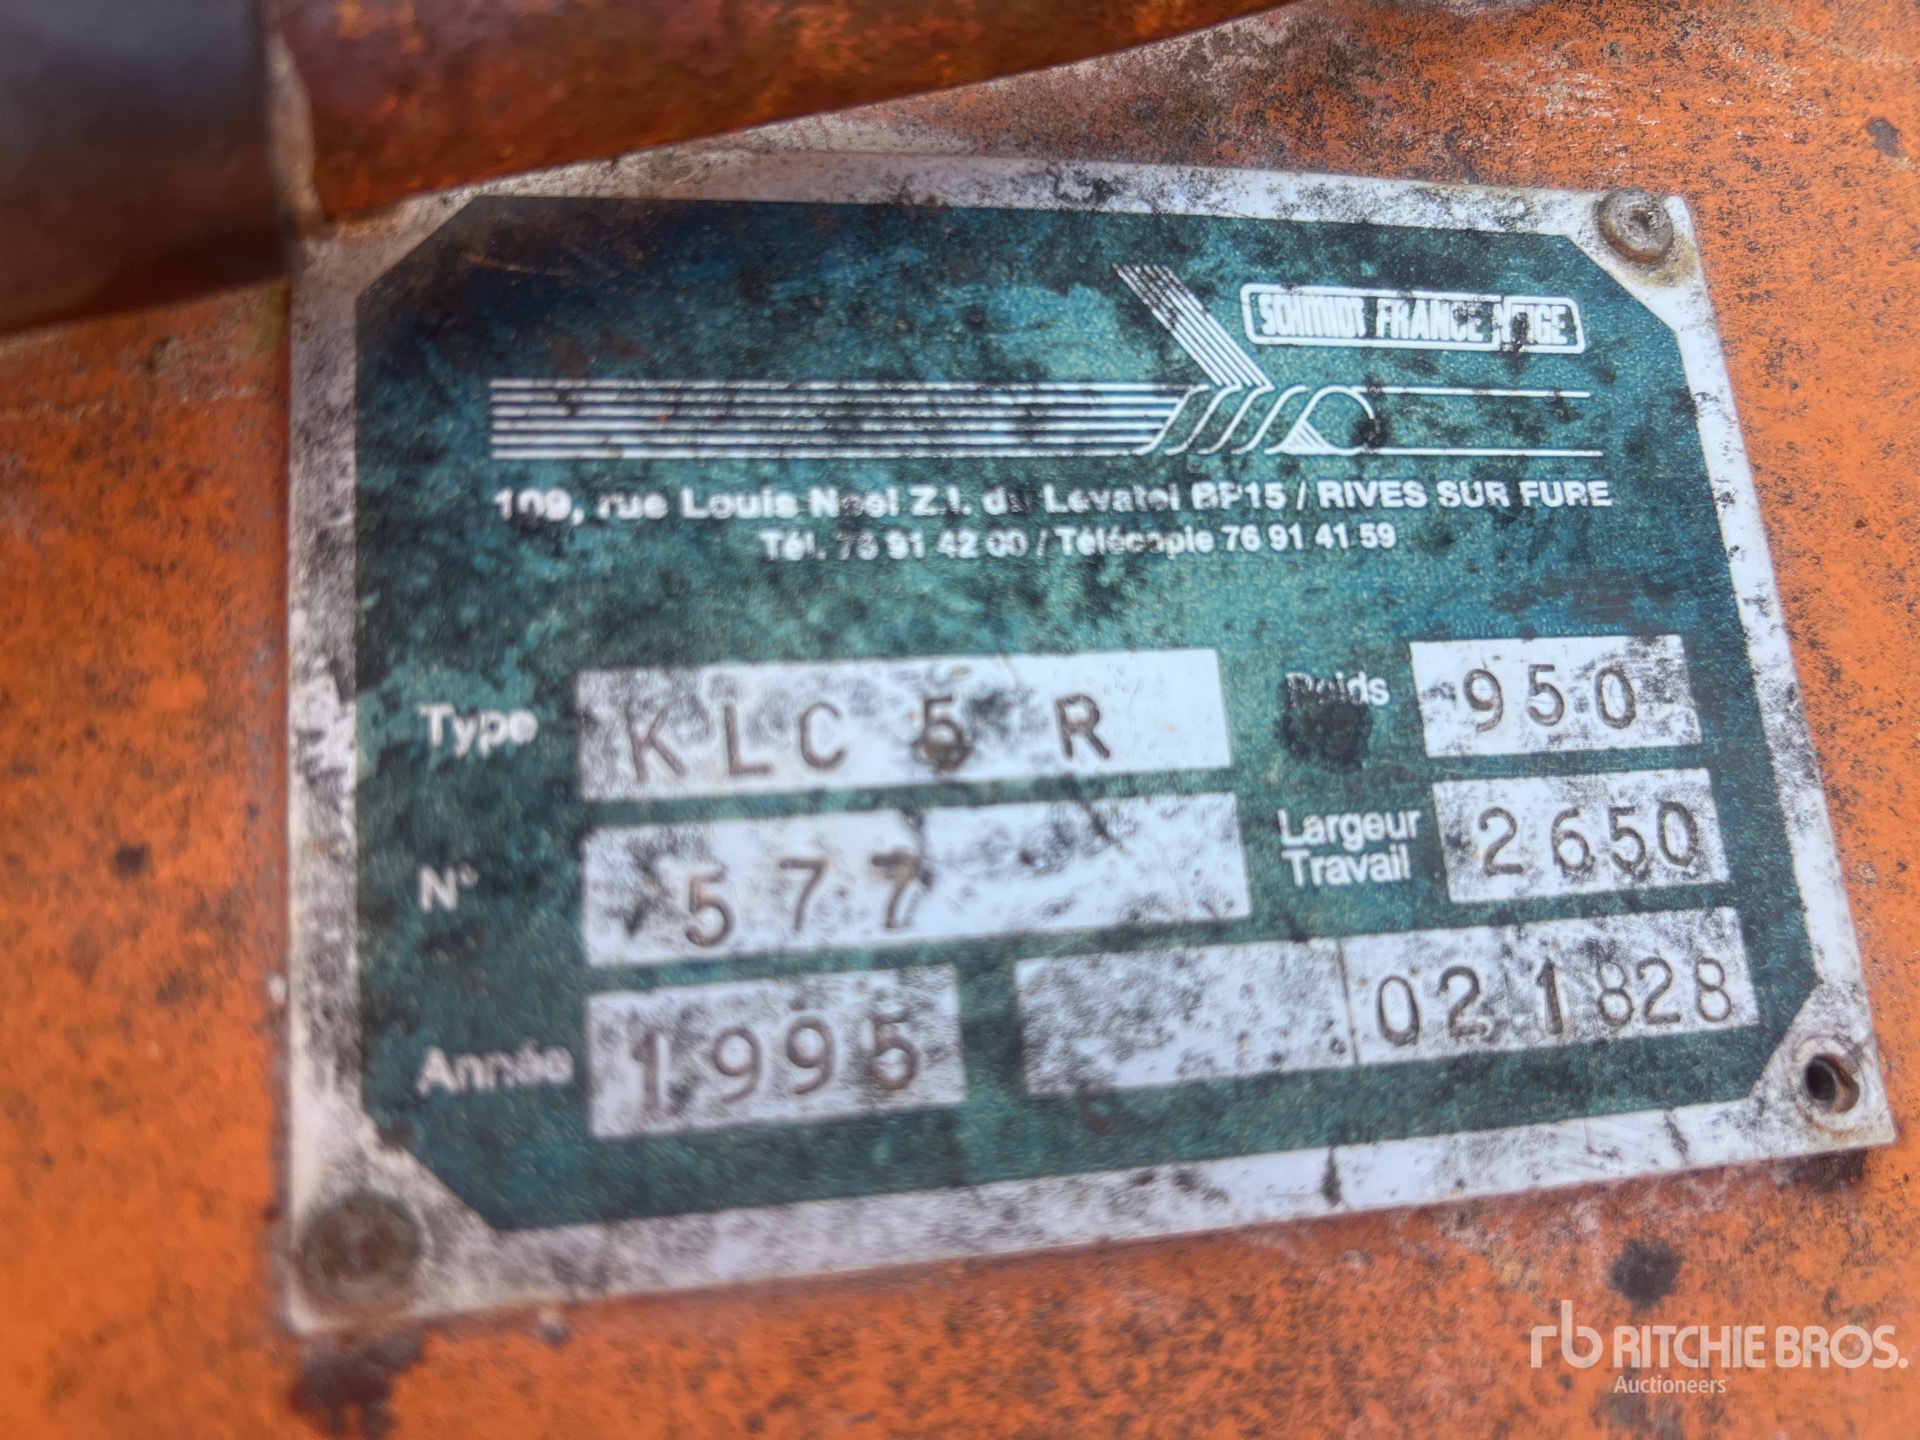 SCHMIDT FRANCE NEIGE
109, rue Louis Noel Z.I. du Levatel BP15 / RIVES SUR FURE
Tél. 76 91 42 00 / Télécopie 76 91 41 59
Type KLC 5 R
Poids 950
N° 577
Largeur Travail 2650
Année 1995
021828
rb RITCHIE BROS.
Auctioneers